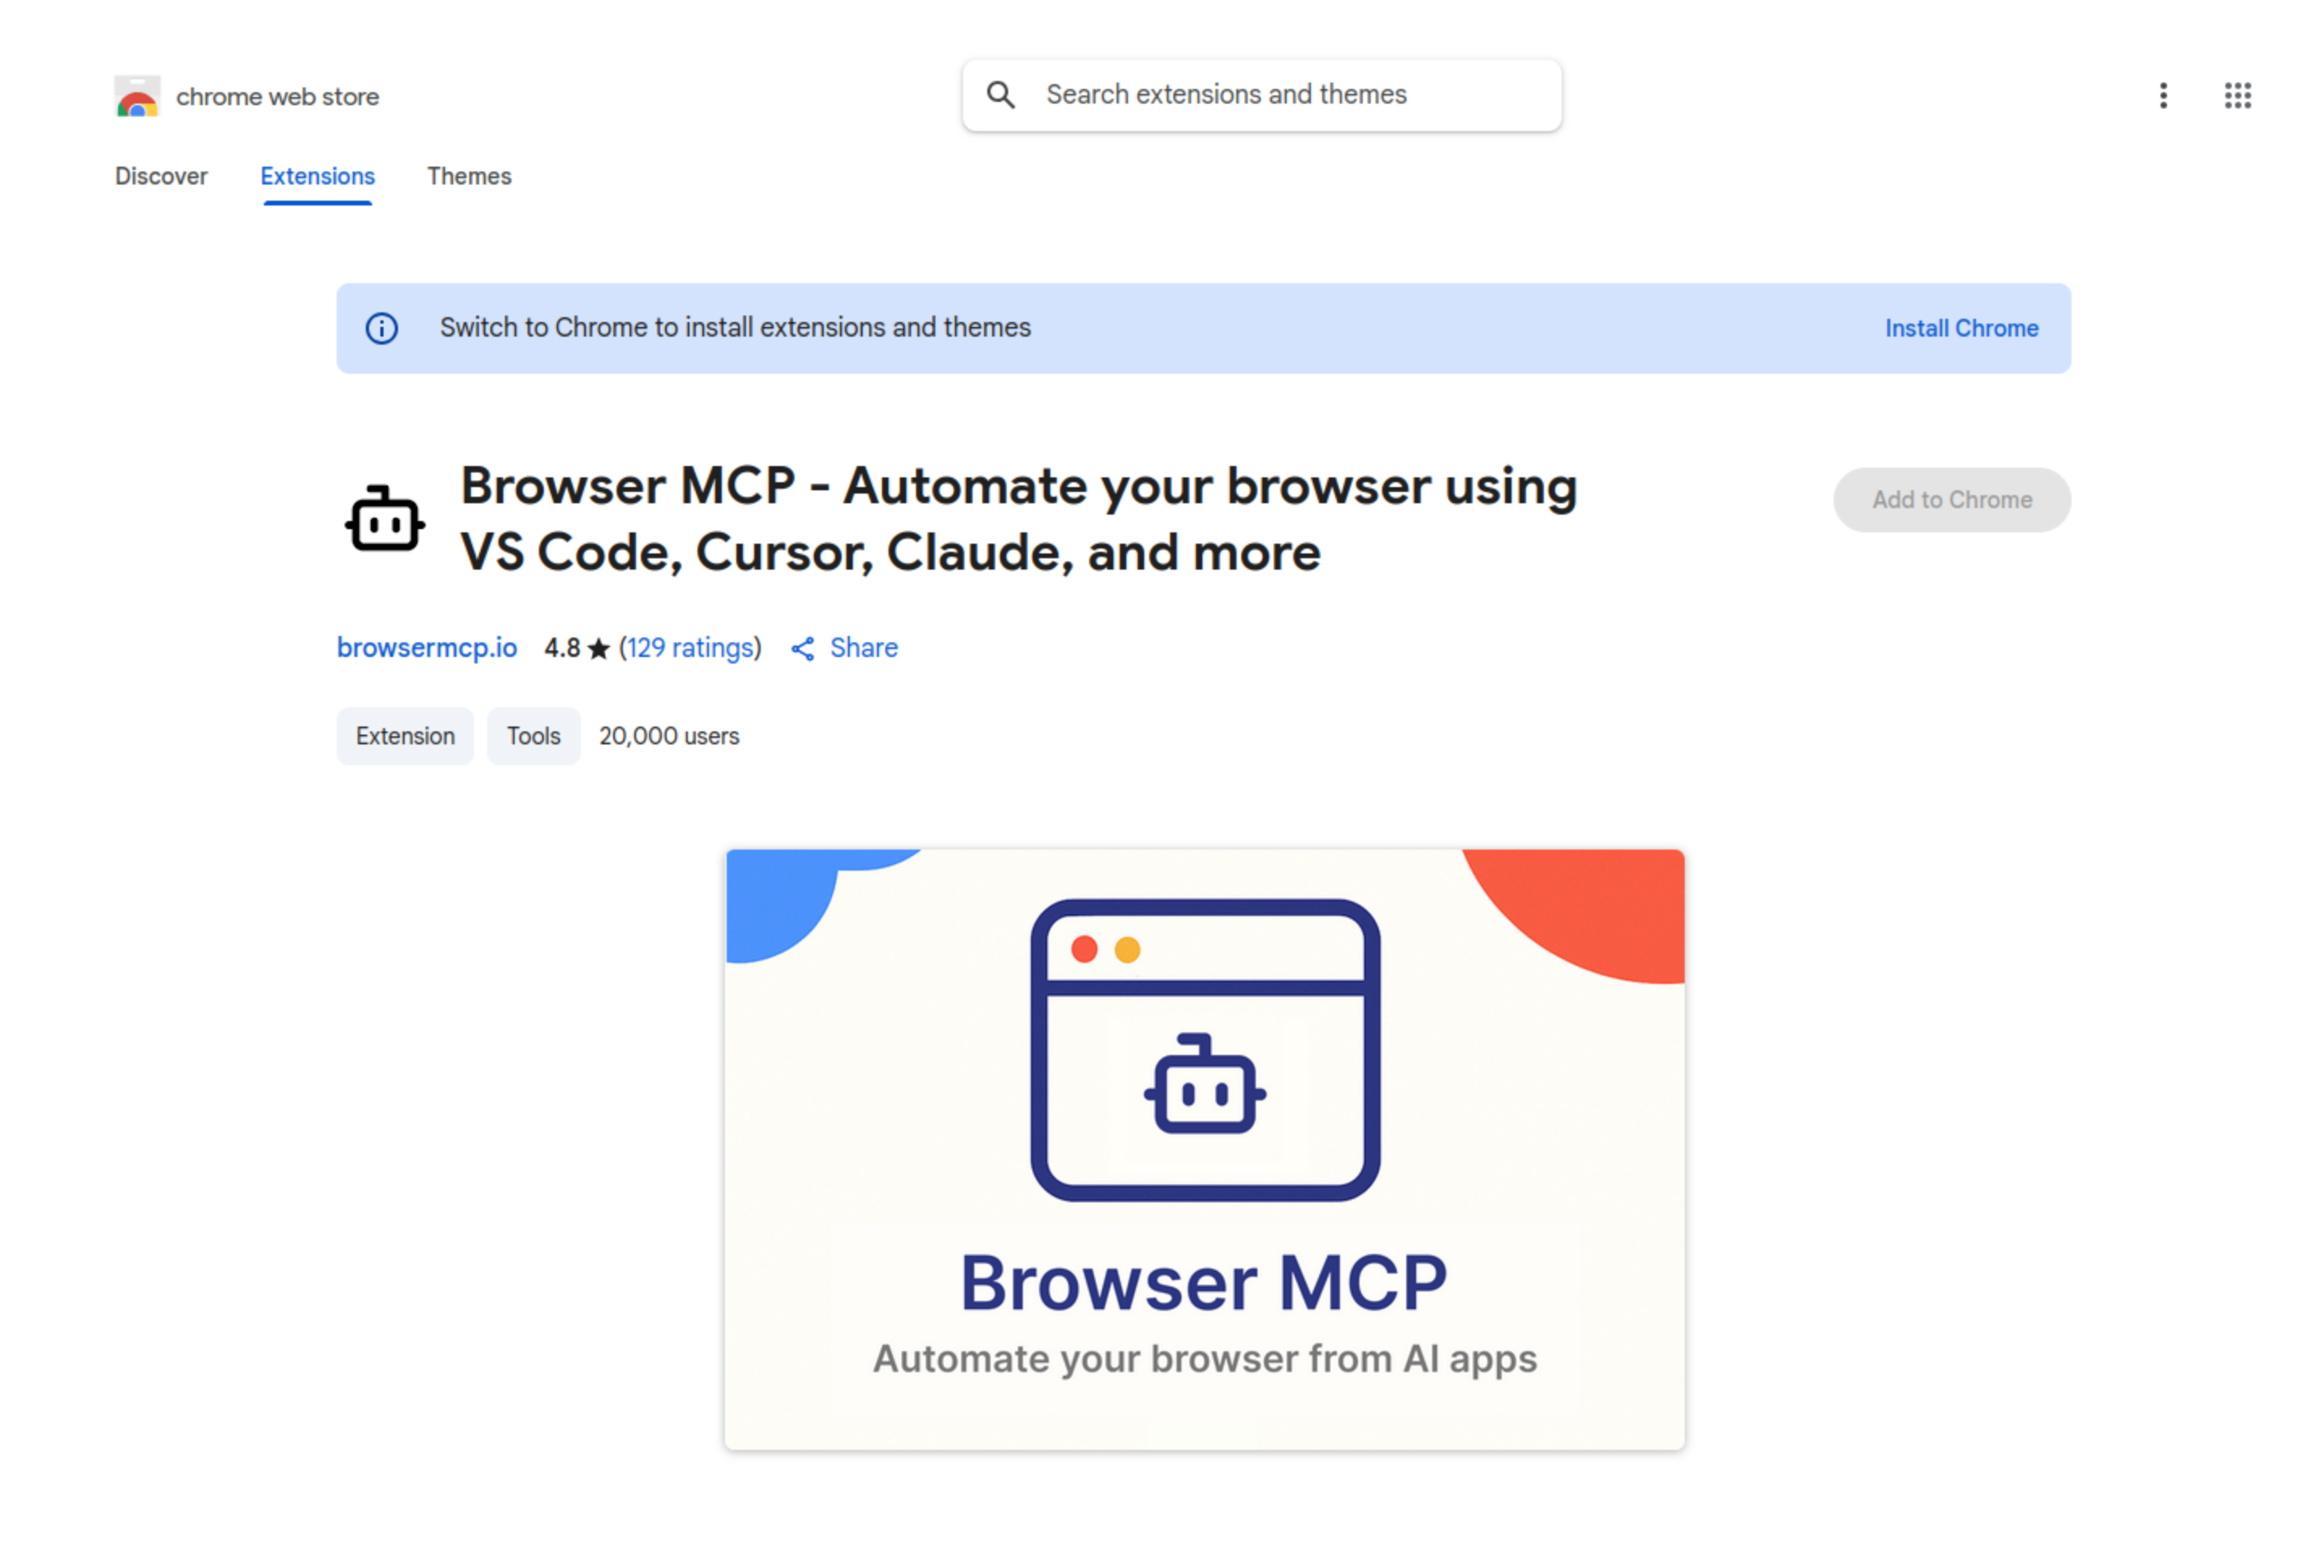 chrome web store
Search extensions and themes
Discover
Extensions
Themes
Switch to Chrome to install extensions and themes
Install Chrome
Browser MCP - Automate your browser using
VS Code, Cursor, Claude, and more
Add to Chrome
browsermcp.io 4.8 ★ (129 ratings) Share
Extension Tools 20,000 users
Browser MCP
Automate your browser from AI apps